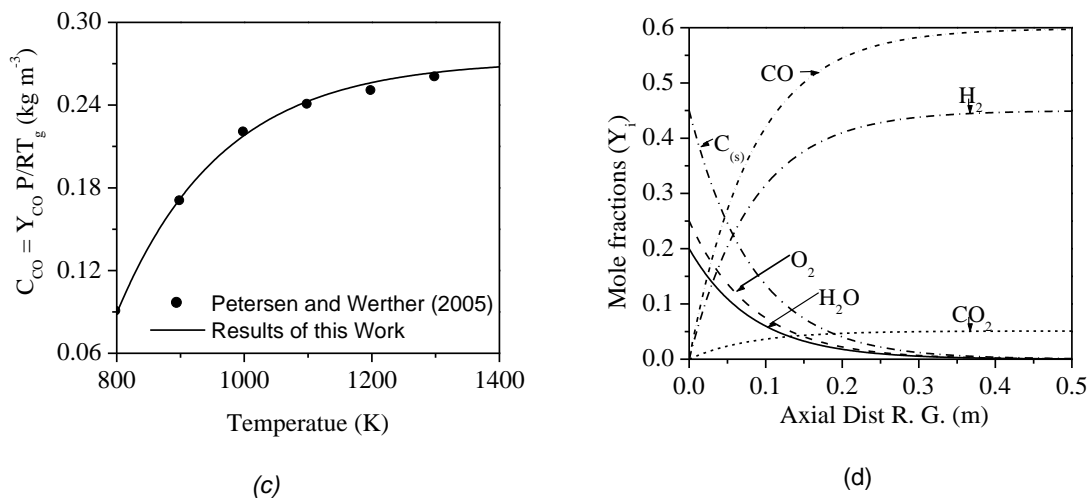 C_CO = Y_CO P/RT_g (kg m^-3)
0.30
0.24
0.18
0.12
0.06
800
1000
1200
1400
Temperatue (K)
Petersen and Werther (2005)
Results of this Work
(c)
Mole fractions (Y_i)
0.6
0.5
0.4
0.3
0.2
0.1
0.0
0.0
0.1
0.2
0.3
0.4
0.5
Axial Dist R. G. (m)
CO
H_2
C_(s)
O_2
H_2O
CO_2
(d)